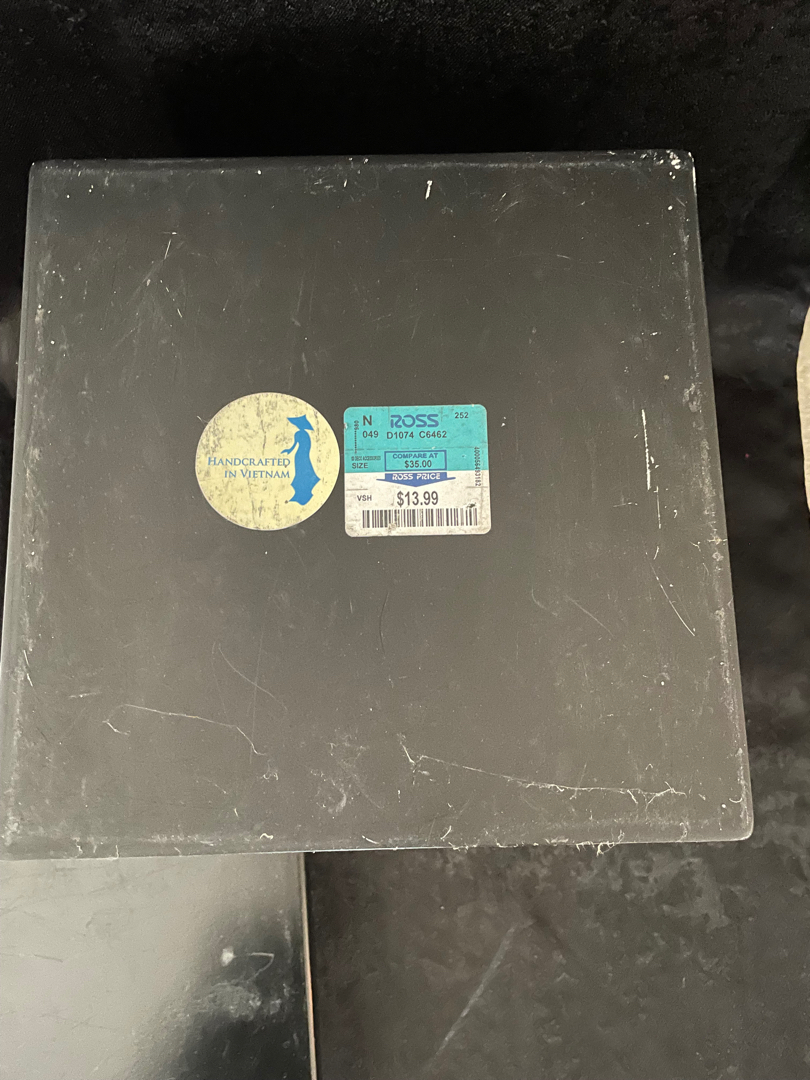 HANDCRAFTED
IN VIETNAM
N ROSS 252
049 D1074 C6462
COMPARE AT
SIZE $35.00
ROSS PRICE
VSH $13.99